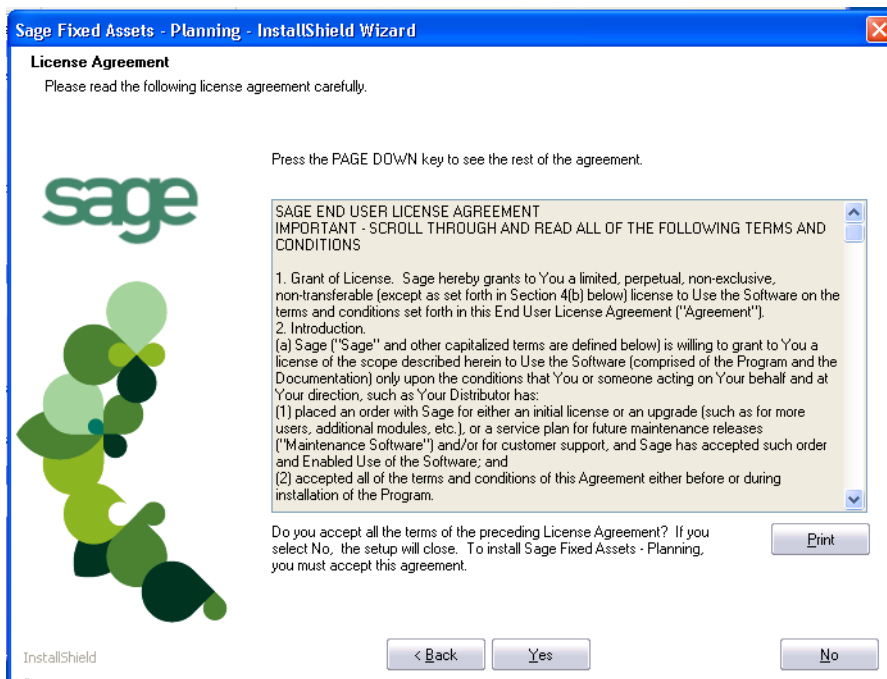 Sage Fixed Assets - Planning - InstallShield Wizard
License Agreement
Please read the following license agreement carefully.
Press the PAGE DOWN key to see the rest of the agreement.
sage
SAGE END USER LICENSE AGREEMENT
IMPORTANT - SCROLL THROUGH AND READ ALL OF THE FOLLOWING TERMS AND
CONDITIONS
1. Grant of License.  Sage hereby grants to You a limited, perpetual, non-exclusive,
non-transferable (except as set forth in Section 4(b) below) license to Use the Software on the
terms and conditions set forth in this End User License Agreement ("Agreement").
2. Introduction.
(a) Sage ("Sage" and other capitalized terms are defined below) is willing to grant to You a
license of the scope described herein to Use the Software (comprised of the Program and the
Documentation) only upon the conditions that You or someone acting on Your behalf and at
Your direction, such as Your Distributor has:
(1) placed an order with Sage for either an initial license or an upgrade (such as for more
users, additional modules, etc.), or a service plan for future maintenance releases
("Maintenance Software") and/or for customer support, and Sage has accepted such order
and Enabled Use of the Software; and
(2) accepted all of the terms and conditions of this Agreement either before or during
installation of the Program.
Do you accept all the terms of the preceding License Agreement?  If you
select No,  the setup will close.  To install Sage Fixed Assets - Planning,
you must accept this agreement.
Print
InstallShield
< Back
Yes
No